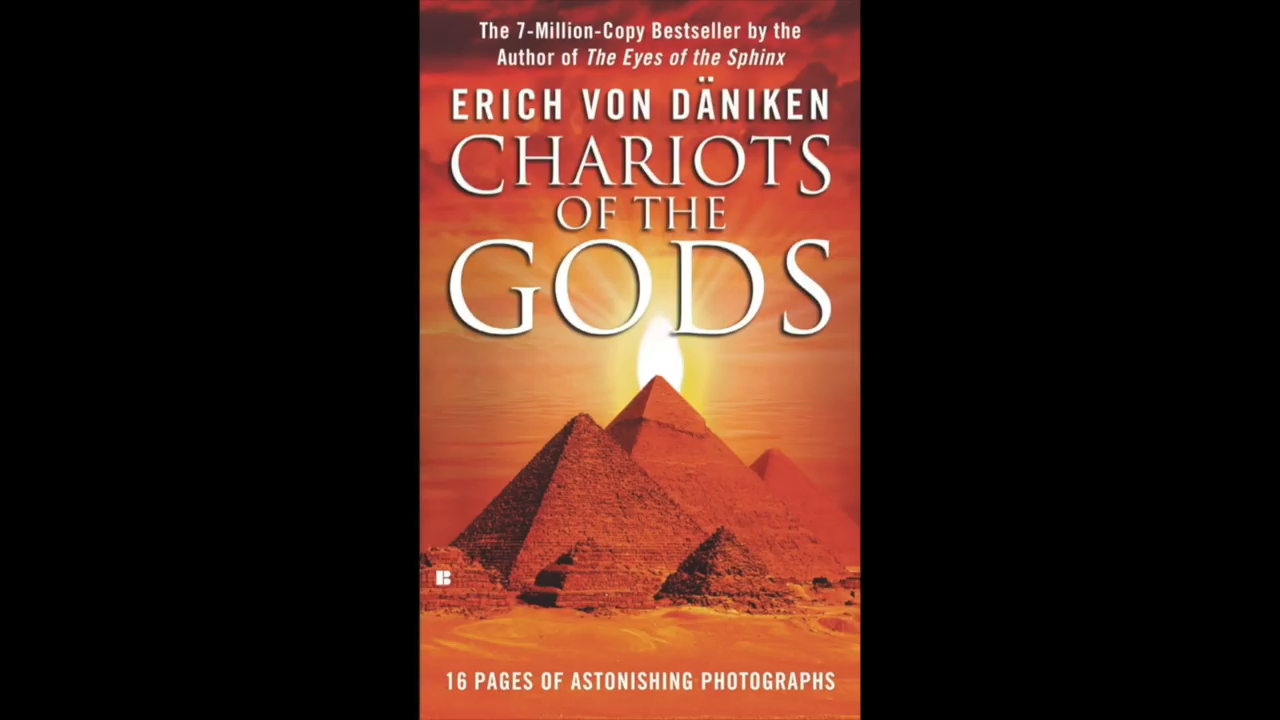 The 7-Million-Copy Bestseller by the
Author of The Eyes of the Sphinx
ERICH VON DÄNIKEN
CHARIOTS
OF THE
GODS
B
16 PAGES OF ASTONISHING PHOTOGRAPHS